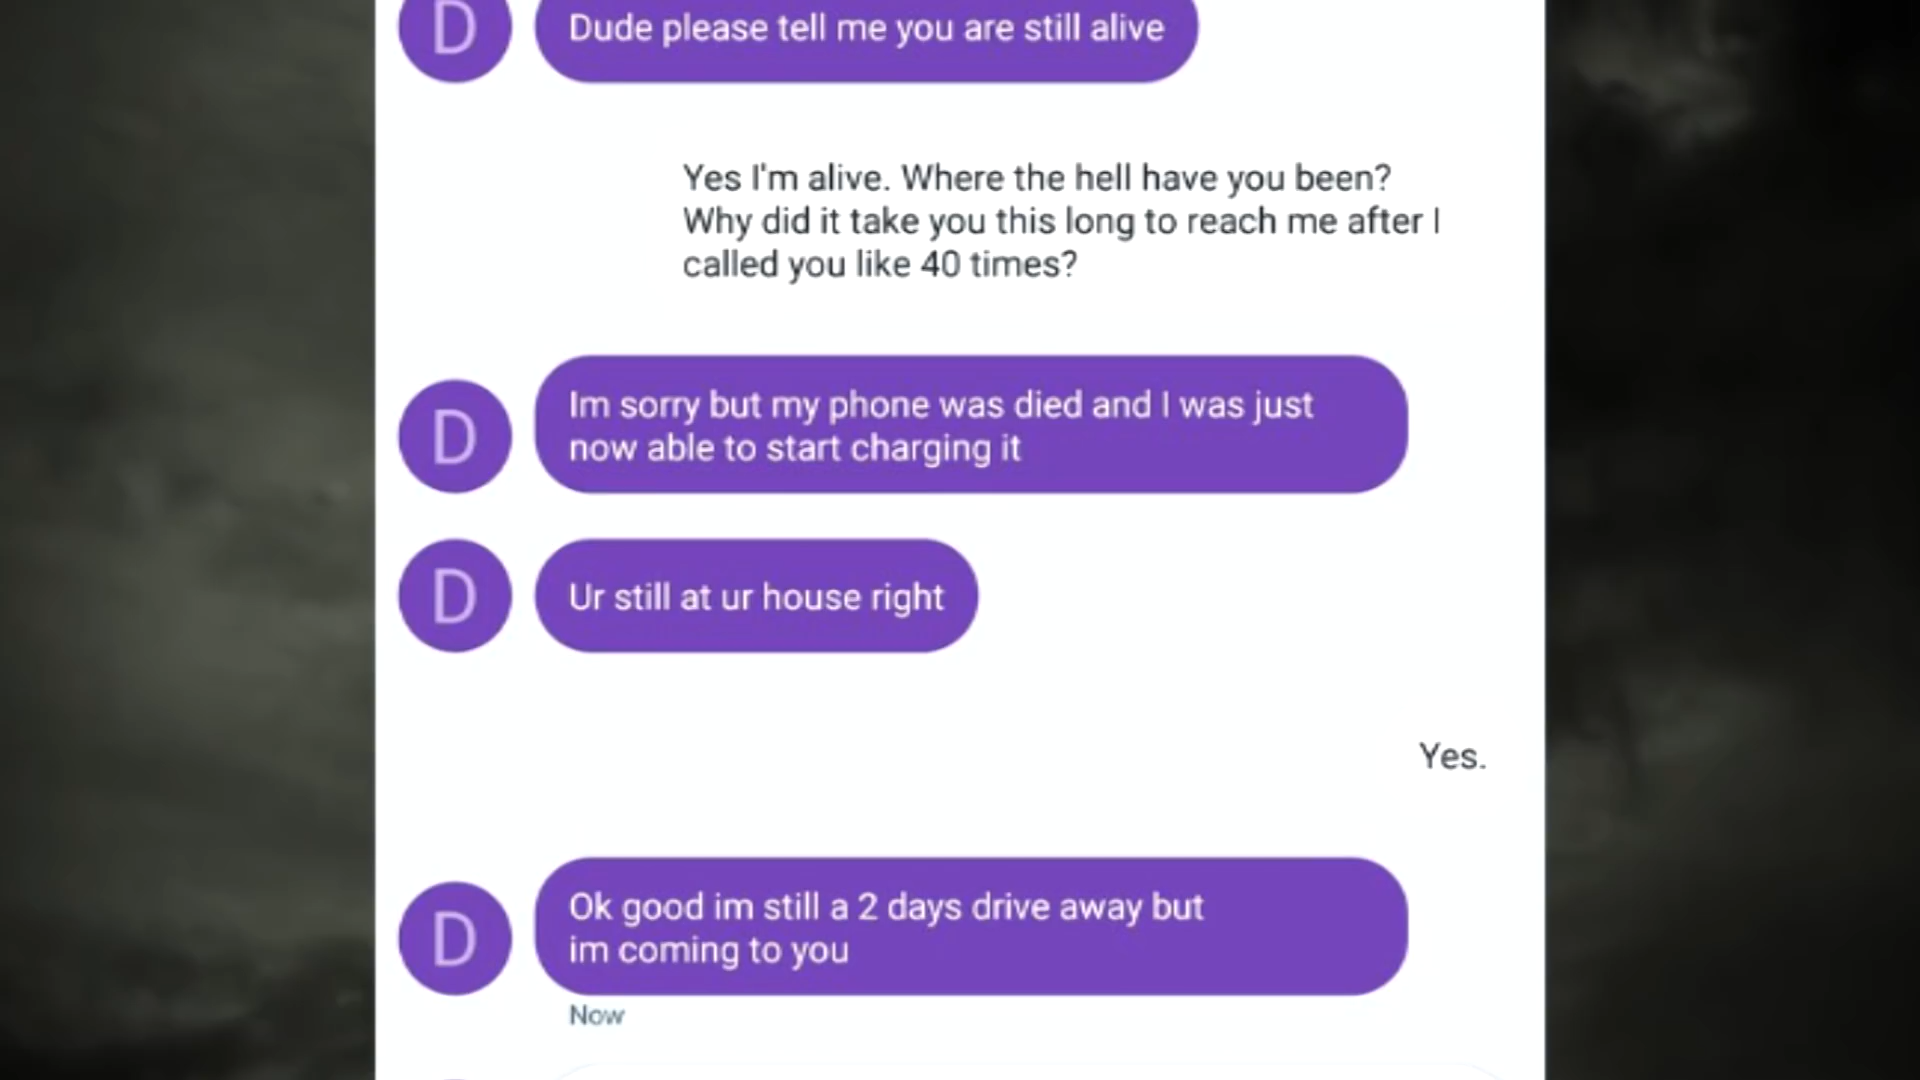 D
Dude please tell me you are still alive
Yes I'm alive. Where the hell have you been?
Why did it take you this long to reach me after I
called you like 40 times?
D
Im sorry but my phone was died and I was just
now able to start charging it
D
Ur still at ur house right
Yes.
D
Ok good im still a 2 days drive away but
im coming to you
Now